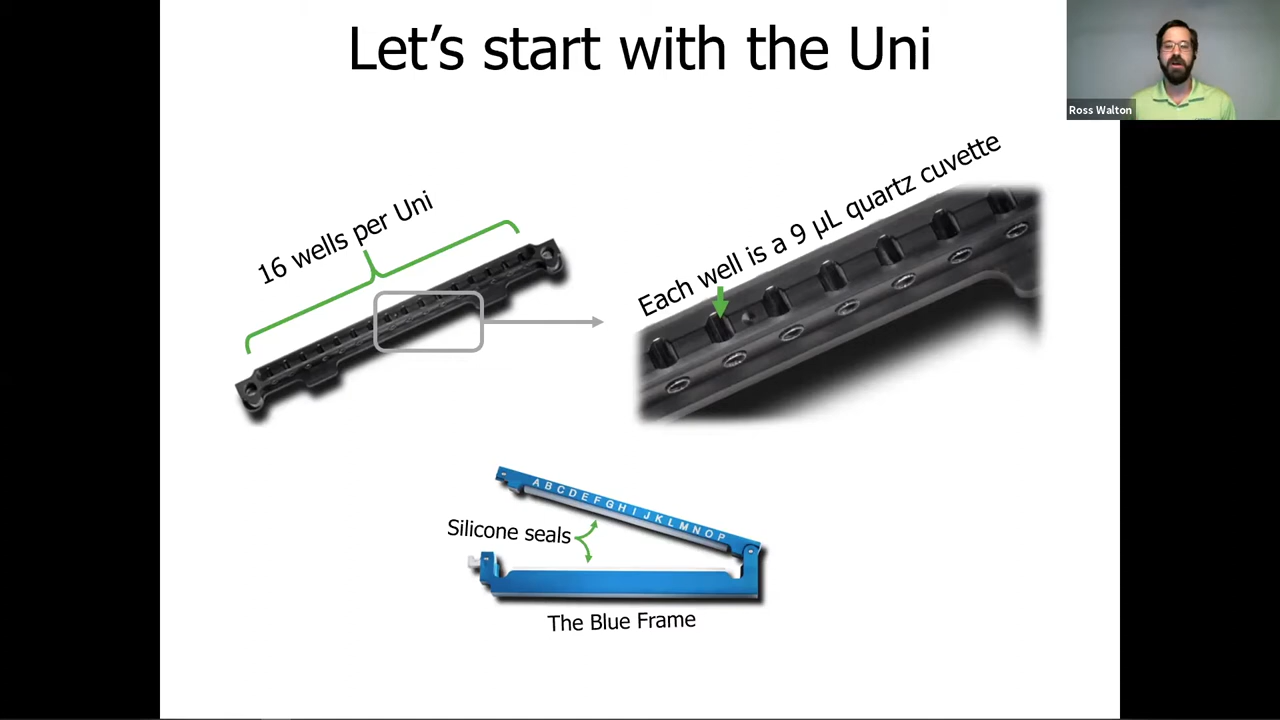 Let's start with the Uni
Ross Walton
16 wells per Uni
Each well is a 9 µL quartz cuvette
A B C D E F G H I J K L M N O P
Silicone seals
The Blue Frame